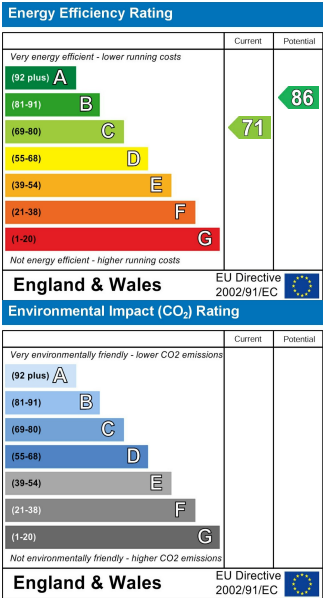 Energy Efficiency Rating
Current Potential
Very energy efficient - lower running costs
(92 plus) A
(81-91) B
(69-80) C
(55-68) D
(39-54) E
(21-38) F
(1-20) G
71
86
Not energy efficient - higher running costs
England & Wales
EU Directive
2002/91/EC
Environmental Impact (CO₂) Rating
Current Potential
Very environmentally friendly - lower CO2 emissions
(92 plus) A
(81-91) B
(69-80) C
(55-68) D
(39-54) E
(21-38) F
(1-20) G
Not environmentally friendly - higher CO2 emissions
England & Wales
EU Directive
2002/91/EC